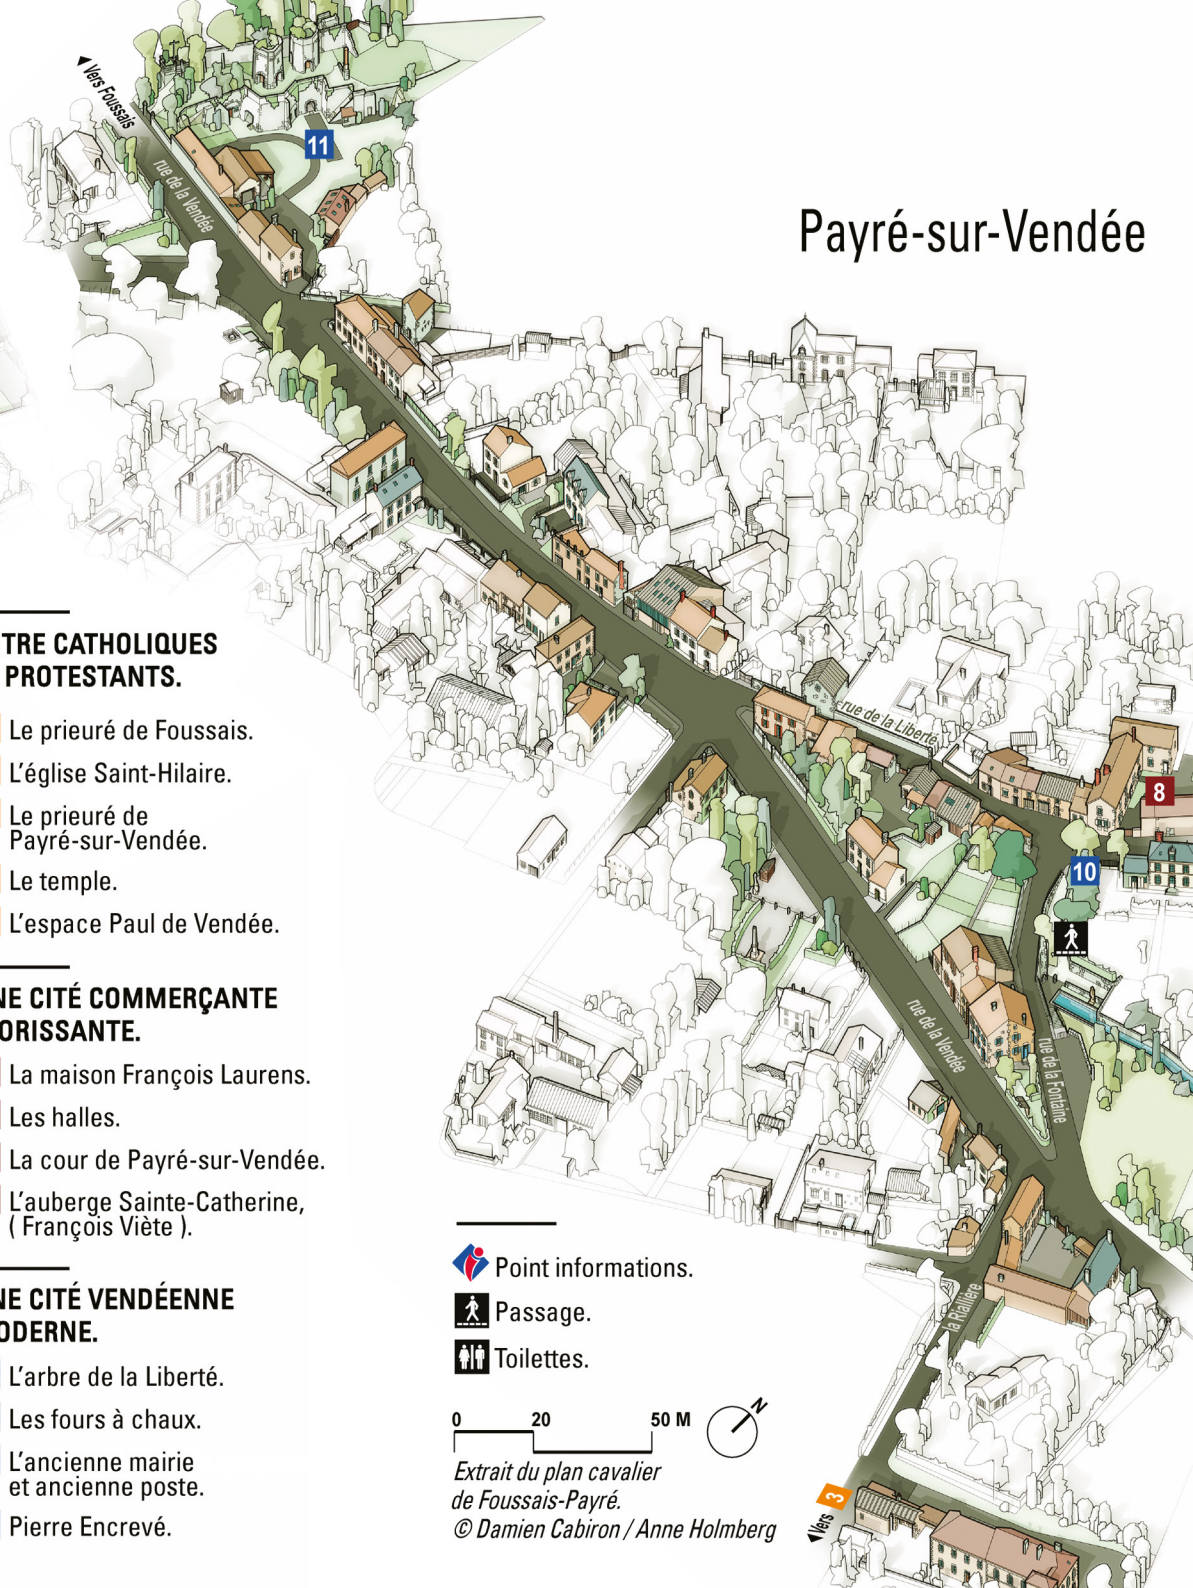 Vers Foussais
rue de la Vendée
11
Payré-sur-Vendée
rue de la Liberté
8
10
rue de la Vendée
rue de la Fontaine
la Riallière
Vers 3
TRE CATHOLIQUES
PROTESTANTS.
Le prieuré de Foussais.
L'église Saint-Hilaire.
Le prieuré de
Payré-sur-Vendée.
Le temple.
L'espace Paul de Vendée.
NE CITÉ COMMERÇANTE
ORISSANTE.
La maison François Laurens.
Les halles.
La cour de Payré-sur-Vendée.
L'auberge Sainte-Catherine,
( François Viète ).
NE CITÉ VENDÉENNE
ODERNE.
L'arbre de la Liberté.
Les fours à chaux.
L'ancienne mairie
et ancienne poste.
Pierre Encrevé.
Point informations.
Passage.
Toilettes.
0 20 50 M
N
Extrait du plan cavalier
de Foussais-Payré.
© Damien Cabiron / Anne Holmberg